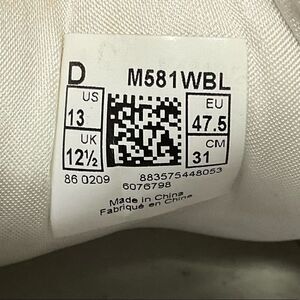 D M581WBL
US EU
13 47.5
UK CM
12½ 31
86 0209 883575448053
6076798
Made in China
Fabriqué en Chine